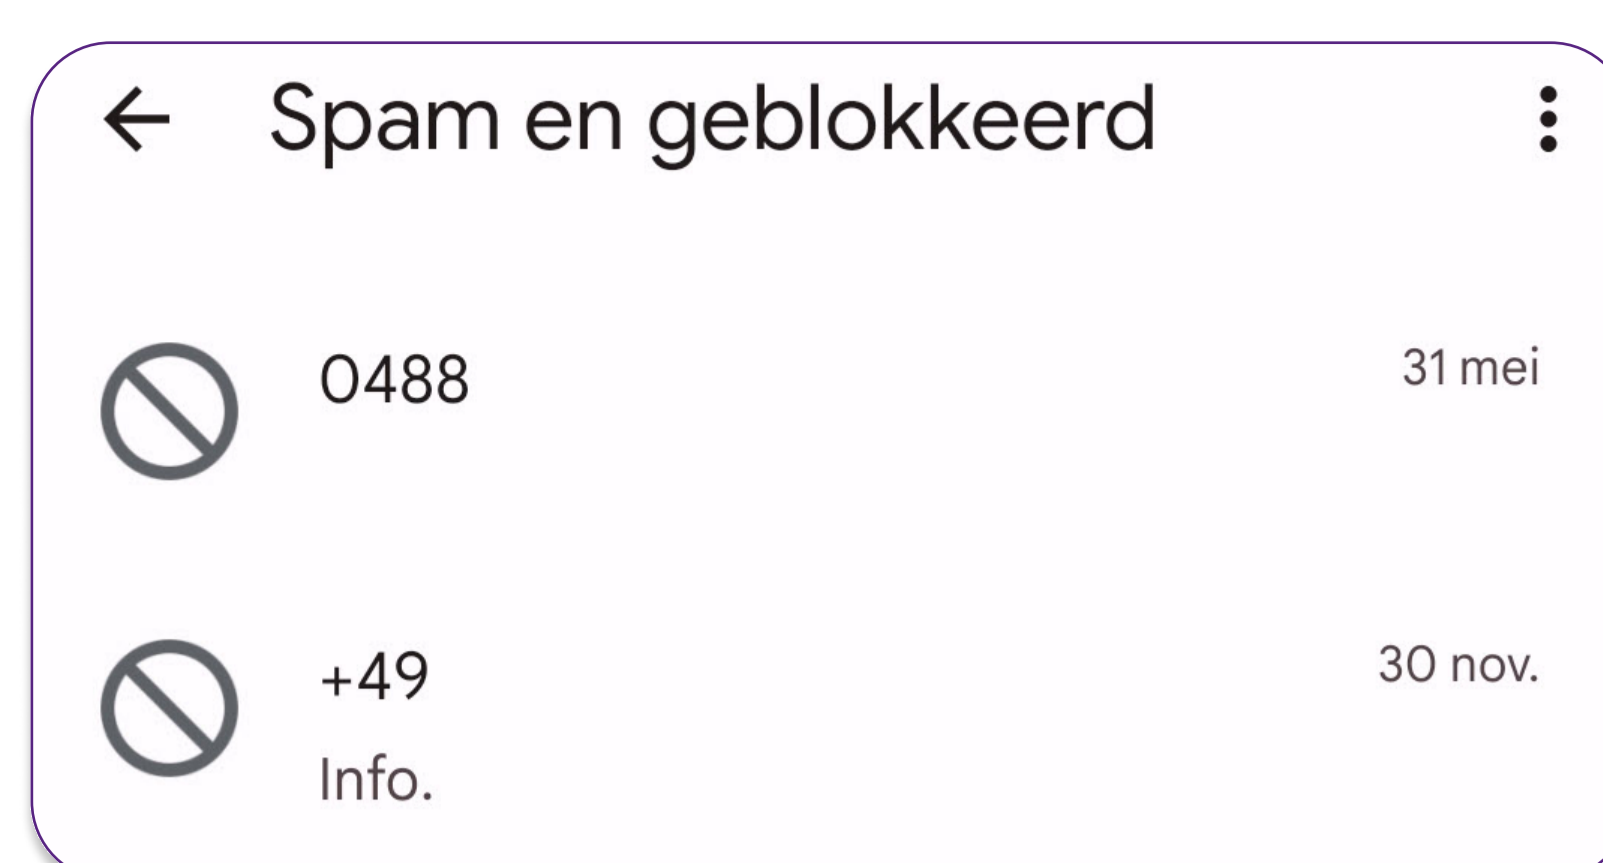 Spam en geblokkeerd
0488
31 mei
+49
30 nov.
Info.